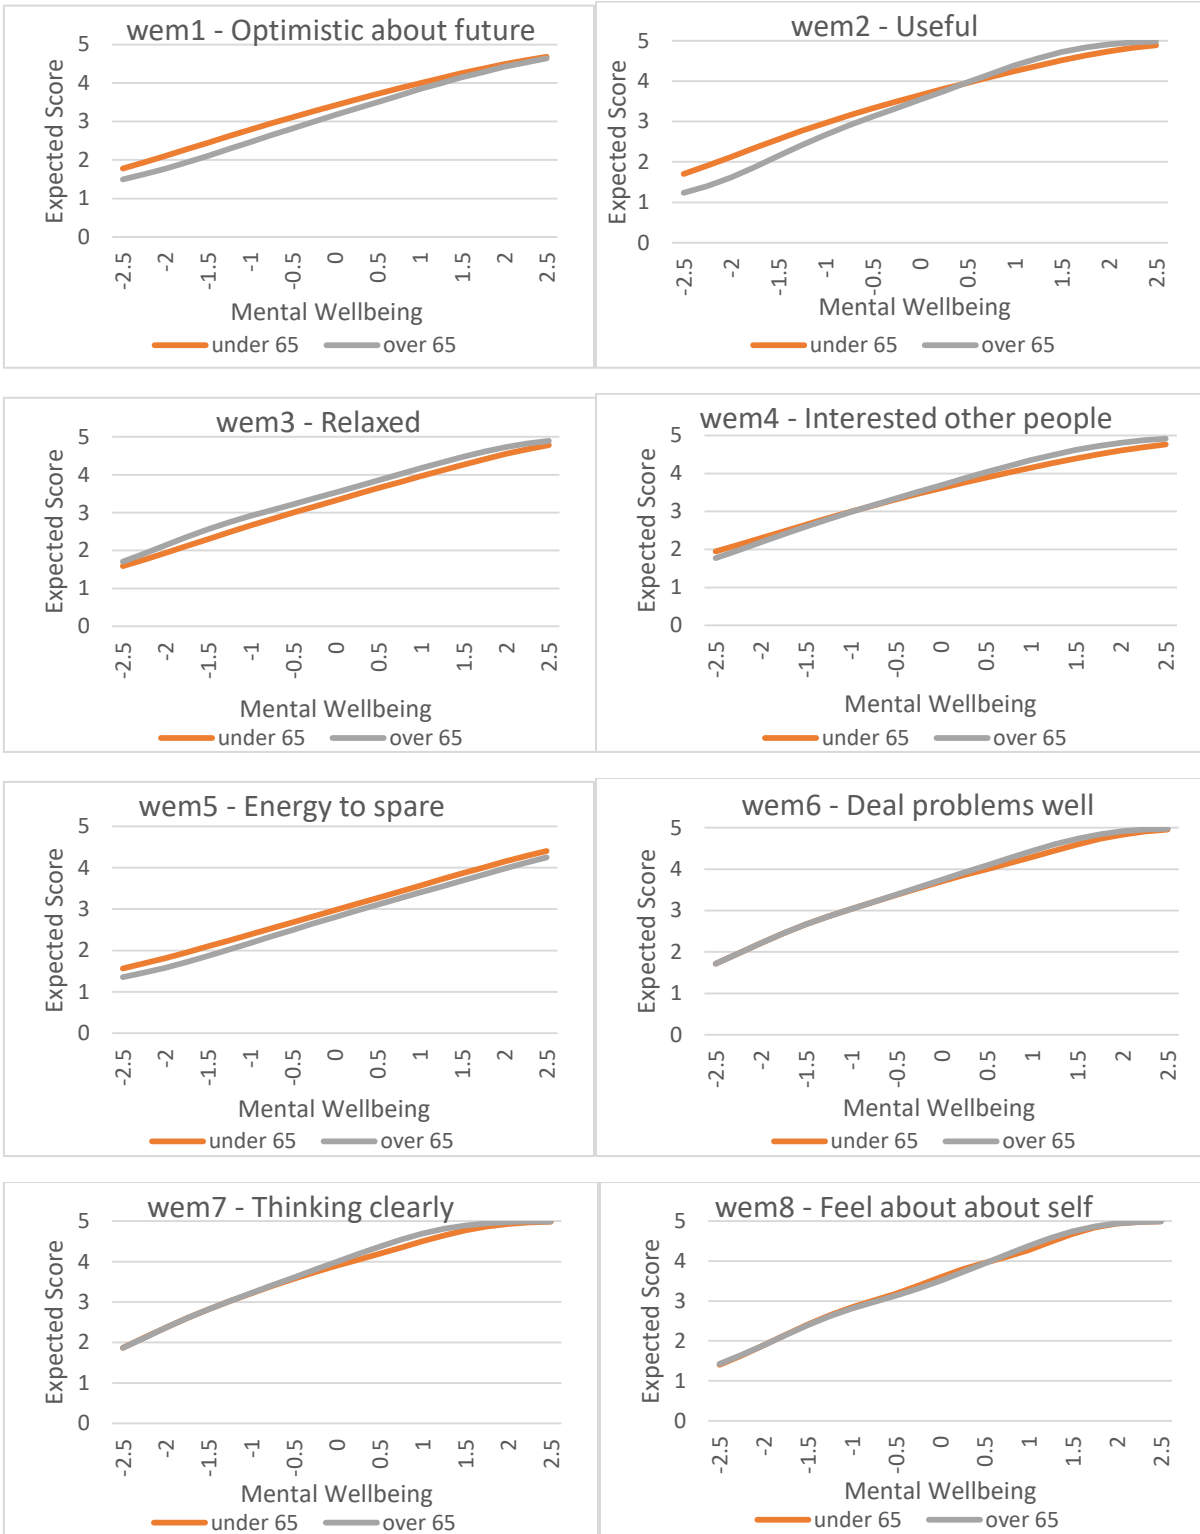 wem1 - Optimistic about future
5
4
3
2
1
0
Expected Score
-2.5 -2 -1.5 -1 -0.5 0 0.5 1 1.5 2 2.5
Mental Wellbeing
under 65 over 65
wem2 - Useful
5
4
3
2
1
0
Expected Score
-2.5 -2 -1.5 -1 -0.5 0 0.5 1 1.5 2 2.5
Mental Wellbeing
under 65 over 65
wem3 - Relaxed
5
4
3
2
1
0
Expected Score
-2.5 -2 -1.5 -1 -0.5 0 0.5 1 1.5 2 2.5
Mental Wellbeing
under 65 over 65
wem4 - Interested other people
5
4
3
2
1
0
Expected Score
-2.5 -2 -1.5 -1 -0.5 0 0.5 1 1.5 2 2.5
Mental Wellbeing
under 65 over 65
wem5 - Energy to spare
5
4
3
2
1
0
Expected Score
-2.5 -2 -1.5 -1 -0.5 0 0.5 1 1.5 2 2.5
Mental Wellbeing
under 65 over 65
wem6 - Deal problems well
5
4
3
2
1
0
Expected Score
-2.5 -2 -1.5 -1 -0.5 0 0.5 1 1.5 2 2.5
Mental Wellbeing
under 65 over 65
wem7 - Thinking clearly
5
4
3
2
1
0
Expected Score
-2.5 -2 -1.5 -1 -0.5 0 0.5 1 1.5 2 2.5
Mental Wellbeing
under 65 over 65
wem8 - Feel about about self
5
4
3
2
1
0
Expected Score
-2.5 -2 -1.5 -1 -0.5 0 0.5 1 1.5 2 2.5
Mental Wellbeing
under 65 over 65